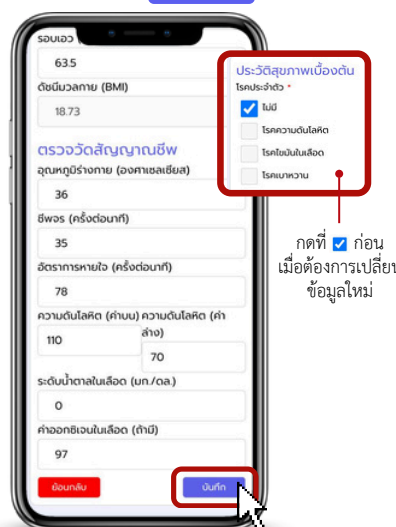 รอบเอว
63.5
ดัชนีมวลกาย (BMI)
18.73
ตรวจวัดสัญญาณชีพ
อุณหภูมิร่างกาย (องศาเซลเซียส)
36
ชีพจร (ครั้งต่อนาที)
35
อัตราการหายใจ (ครั้งต่อนาที)
78
ความดันโลหิต (ค่าบน) ความดันโลหิต (ค่า
ล่าง)
110
70
ระดับน้ำตาลในเลือด (มก./ดล.)
0
ค่าออกซิเจนในเลือด (ถ้ามี)
97
ย้อนกลับ
บันทึก
ประวัติสุขภาพเบื้องต้น
โรคประจำตัว *
ไม่มี
โรคความดันโลหิต
โรคไขมันในเลือด
โรคเบาหวาน
กดที่ ☑ ก่อน
เมื่อต้องการเปลี่ยน
ข้อมูลใหม่